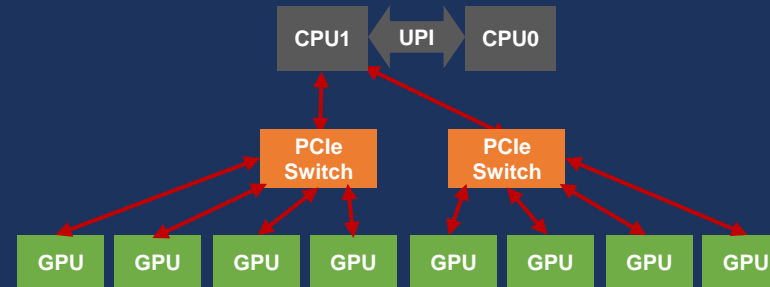 CPU1 UPI CPU0
PCIe PCIe
Switch Switch
GPU GPU GPU GPU GPU GPU GPU GPU